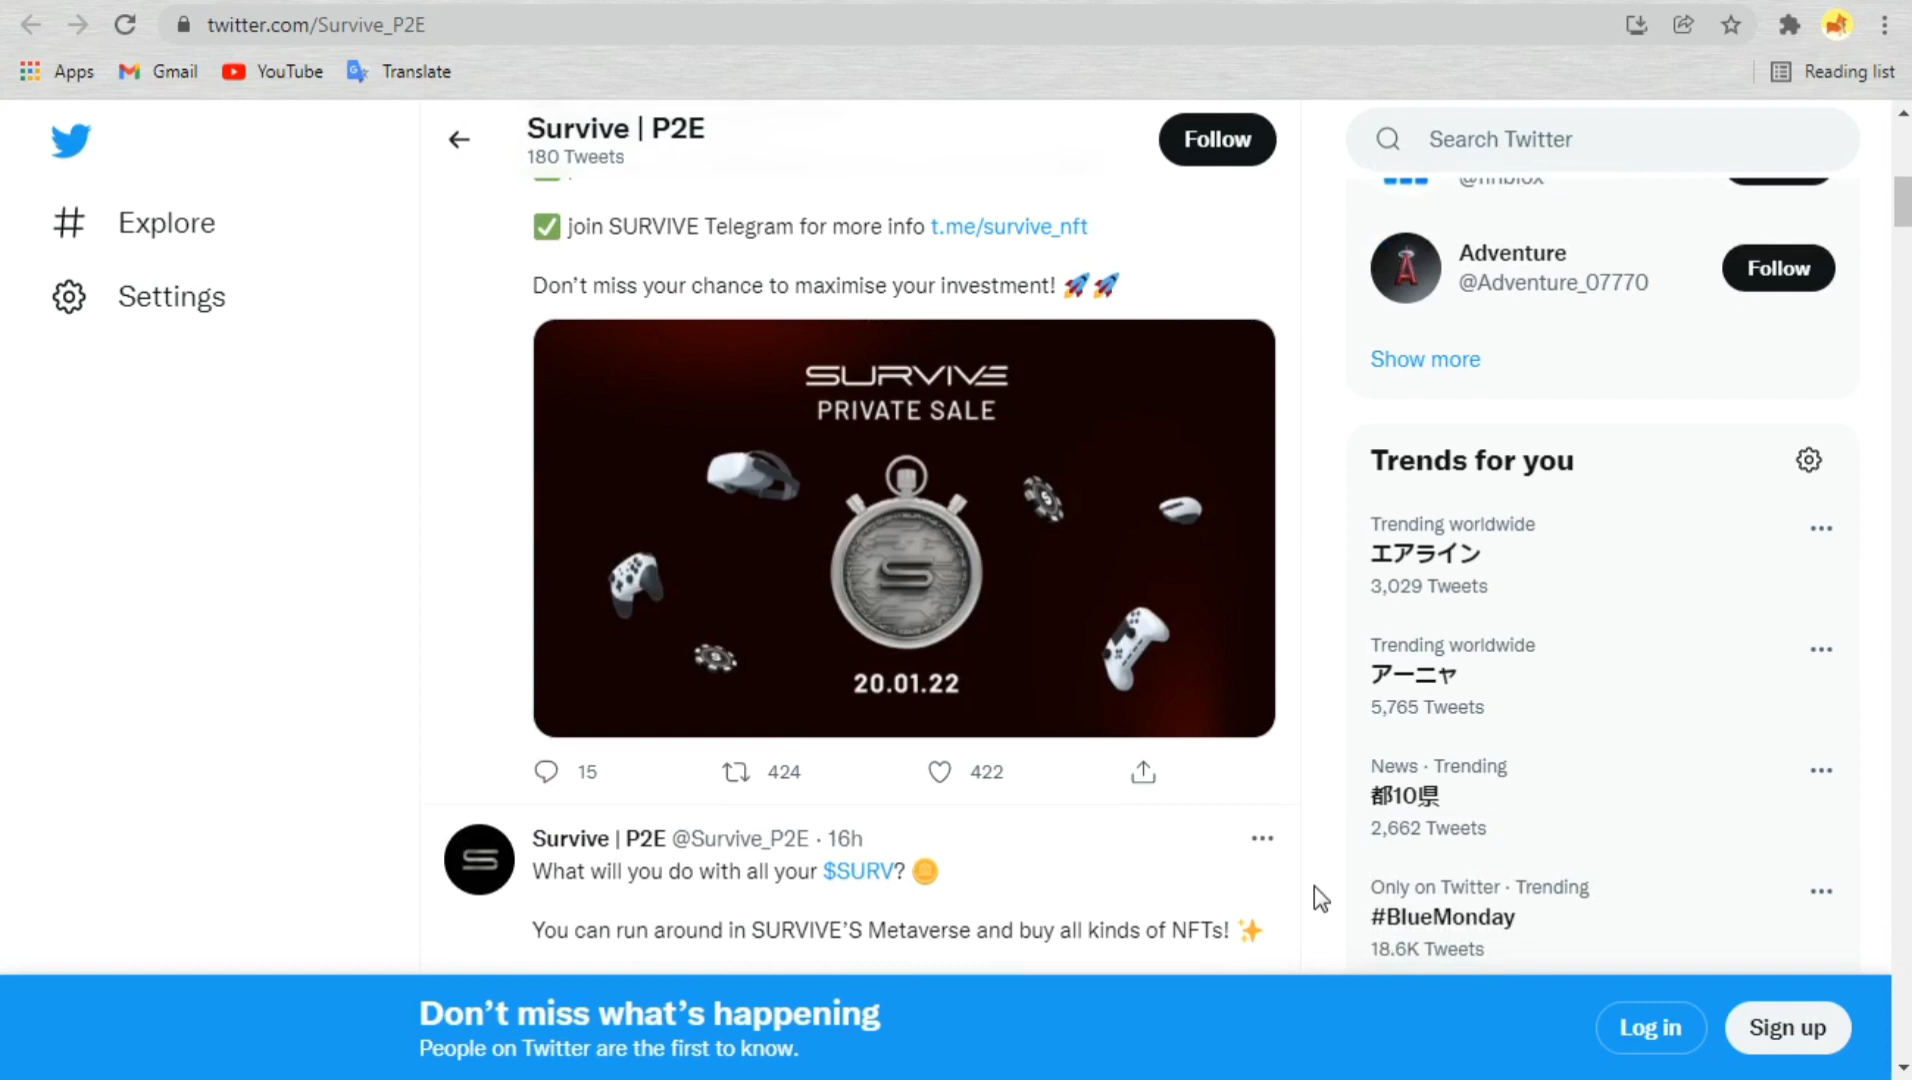 twitter.com/Survive_P2E
Apps
Gmail
YouTube
Translate
Reading list
Survive | P2E
180 Tweets
Follow
Search Twitter
Explore
Settings
✅ join SURVIVE Telegram for more info t.me/survive_nft
Don’t miss your chance to maximise your investment! 🚀🚀
SURVIVE
PRIVATE SALE
20.01.22
15
424
422
Survive | P2E @Survive_P2E · 16h
What will you do with all your $SURV?
You can run around in SURVIVE’S Metaverse and buy all kinds of NFTs! ✨
Adventure
@Adventure_07770
Follow
Show more
Trends for you
Trending worldwide
エアライン
3,029 Tweets
Trending worldwide
アーニャ
5,765 Tweets
News · Trending
都10県
2,662 Tweets
Only on Twitter · Trending
#BlueMonday
18.6K Tweets
Don’t miss what’s happening
People on Twitter are the first to know.
Log in
Sign up